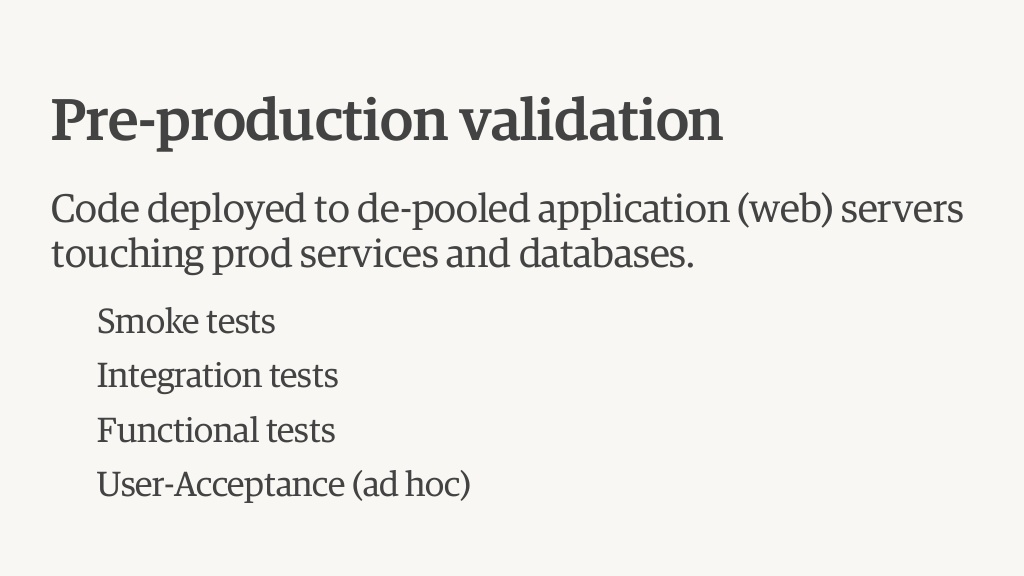 Pre-production validation
Code deployed to de-pooled application (web) servers
touching prod services and databases.
Smoke tests
Integration tests
Functional tests
User-Acceptance (ad hoc)